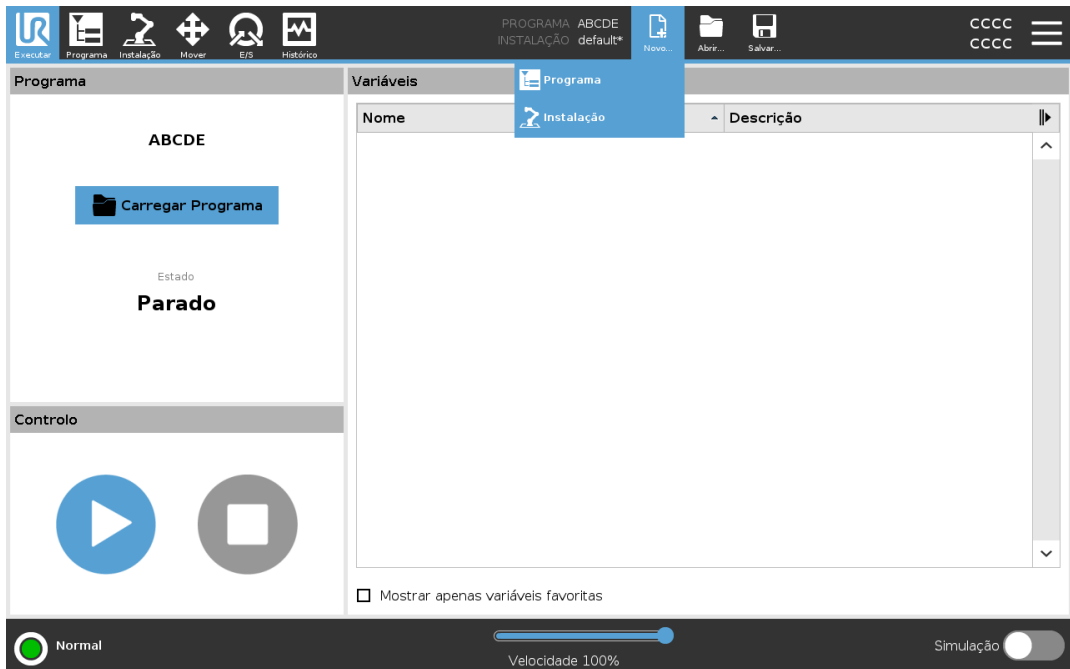 PROGRAMA ABCDE
INSTALAÇÃO default*
CCCC
CCCC
Executar Programa Instalação Mover E/S Histórico Novo... Abrir... Salvar...
Programa
Instalação
Programa
ABCDE
Carregar Programa
Estado
Parado
Controlo
Variáveis
Nome Descrição
Mostrar apenas variáveis favoritas
Normal
Velocidade 100%
Simulação